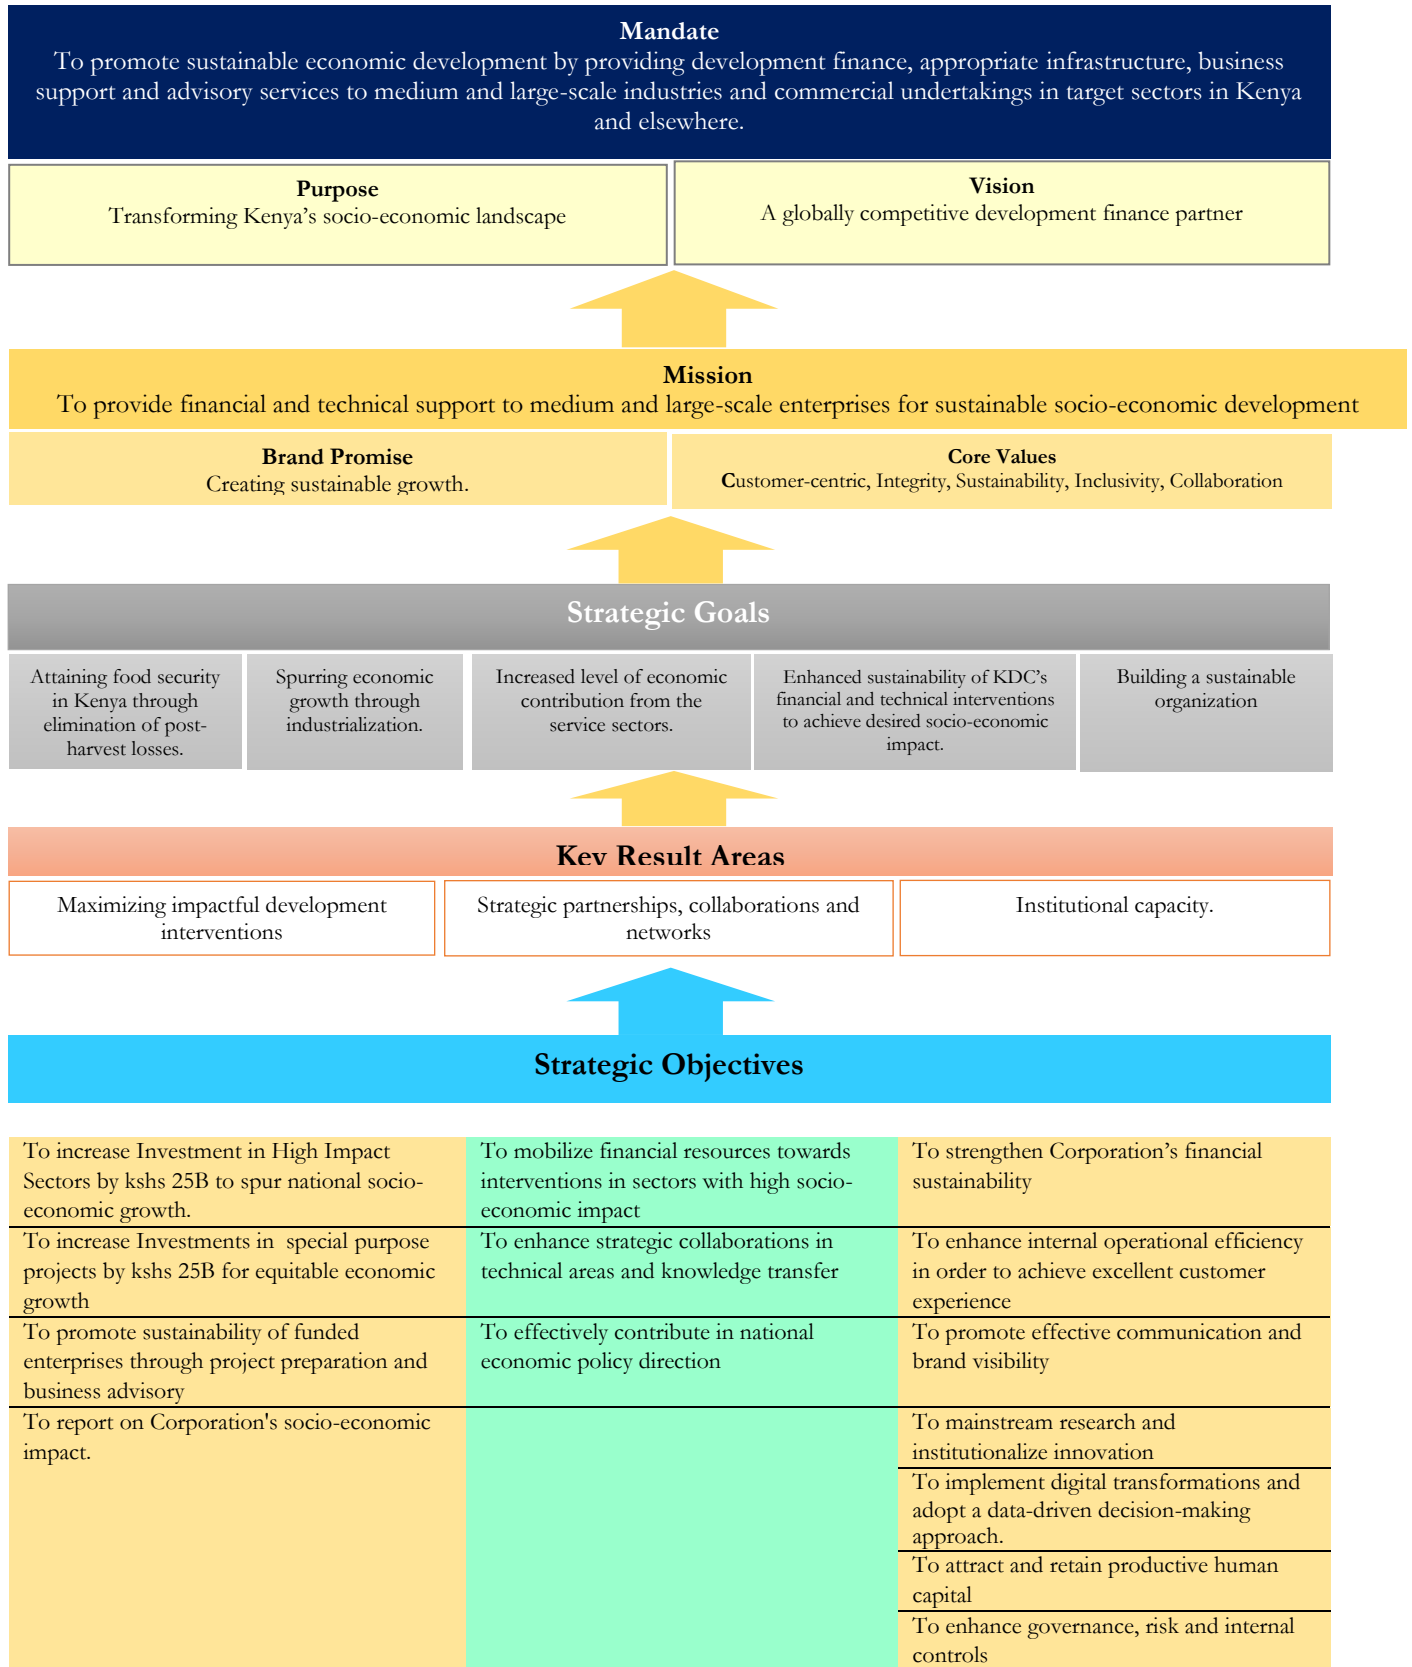 Mandate
To promote sustainable economic development by providing development finance, appropriate infrastructure, business
support and advisory services to medium and large-scale industries and commercial undertakings in target sectors in Kenya
and elsewhere.
Purpose
Transforming Kenya's socio-economic landscape
Vision
A globally competitive development finance partner
Mission
To provide financial and technical support to medium and large-scale enterprises for sustainable socio-economic development
Brand Promise
Creating sustainable growth.
Core Values
Customer-centric, Integrity, Sustainability, Inclusivity, Collaboration
Strategic Goals
Attaining food security
in Kenya through
elimination of post-
harvest losses.
Spurring economic
growth through
industrialization.
Increased level of economic
contribution from the
service sectors.
Enhanced sustainability of KDC's
financial and technical interventions
to achieve desired socio-economic
impact.
Building a sustainable
organization
Key Result Areas
Maximizing impactful development
interventions
Strategic partnerships, collaborations and
networks
Institutional capacity.
Strategic Objectives
To increase Investment in High Impact
Sectors by kshs 25B to spur national socio-
economic growth.
To mobilize financial resources towards
interventions in sectors with high socio-
economic impact
To strengthen Corporation's financial
sustainability
To increase Investments in special purpose
projects by kshs 25B for equitable economic
growth
To enhance strategic collaborations in
technical areas and knowledge transfer
To enhance internal operational efficiency
in order to achieve excellent customer
experience
To promote sustainability of funded
enterprises through project preparation and
business advisory
To effectively contribute in national
economic policy direction
To promote effective communication and
brand visibility
To report on Corporation's socio-economic
impact.
To mainstream research and
institutionalize innovation
To implement digital transformations and
adopt a data-driven decision-making
approach.
To attract and retain productive human
capital
To enhance governance, risk and internal
controls